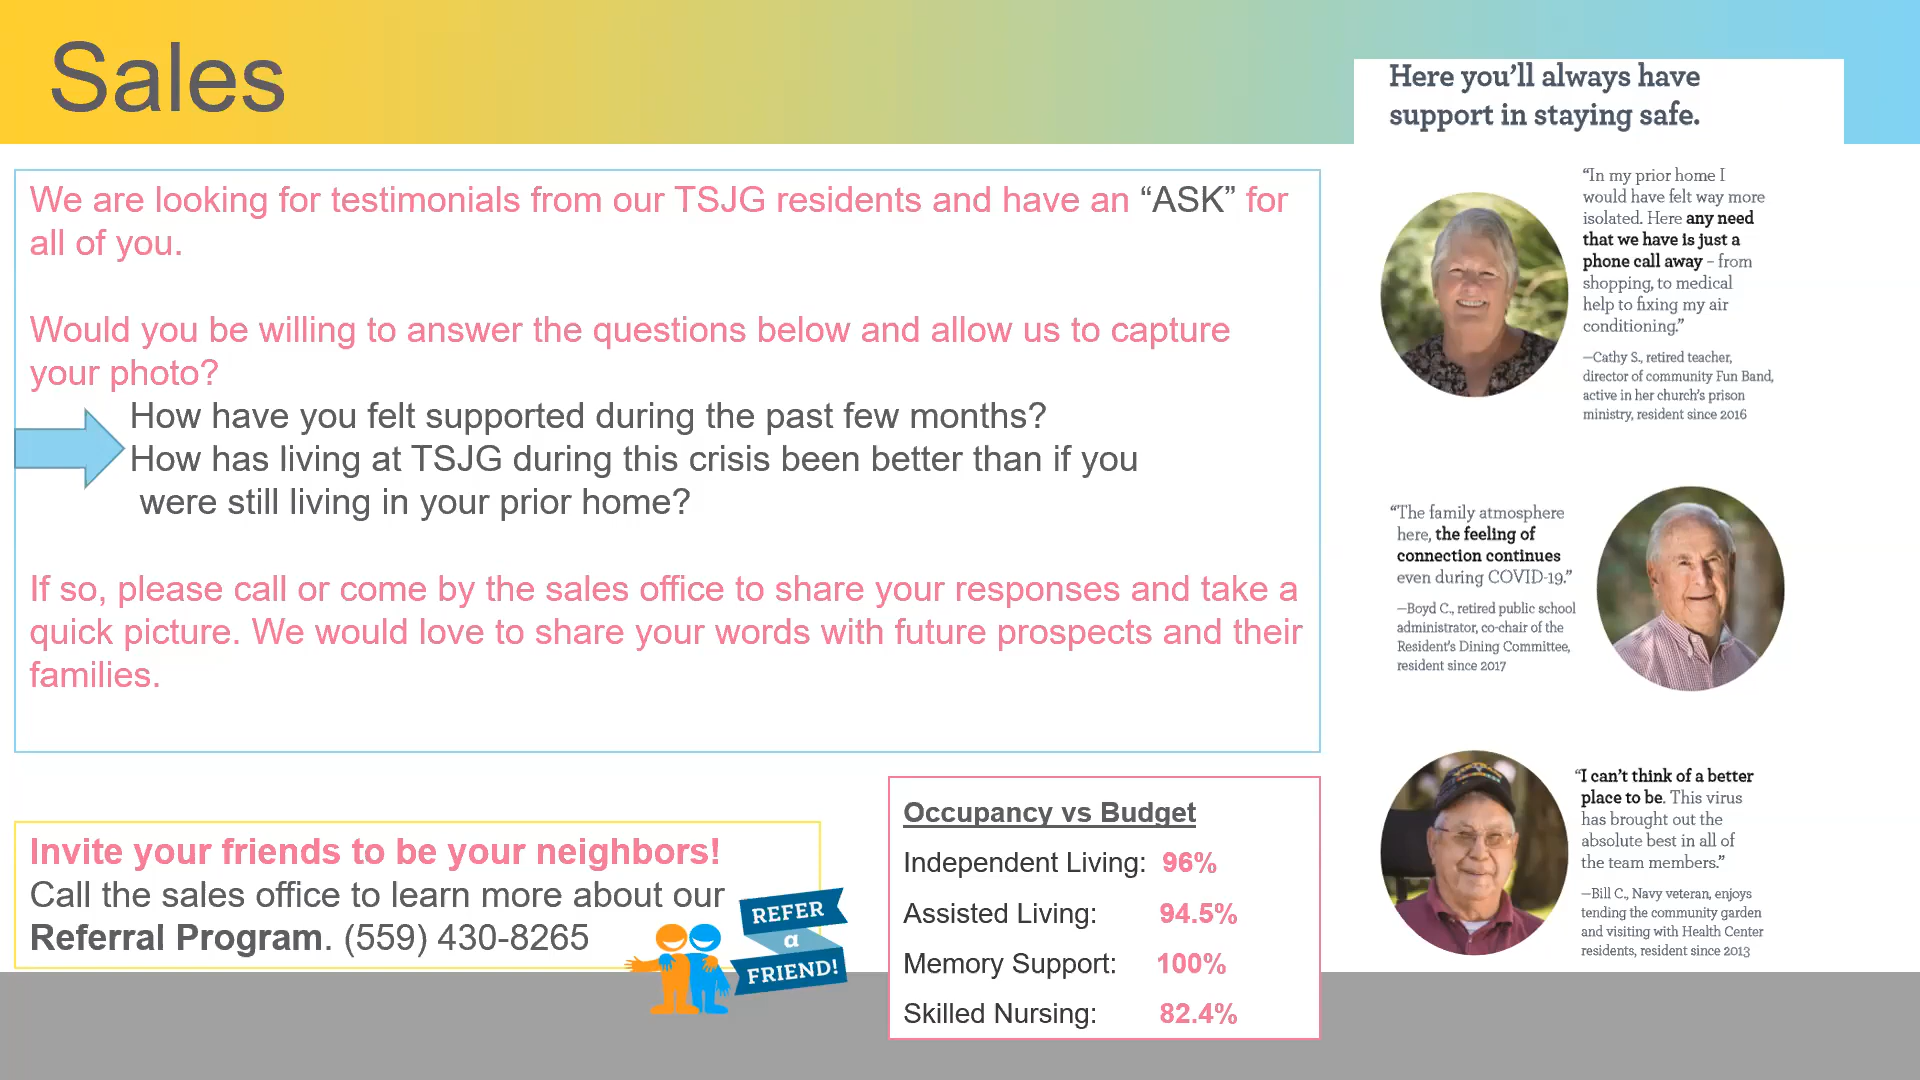 Sales
We are looking for testimonials from our TSJG residents and have an “ASK” for
all of you.
Would you be willing to answer the questions below and allow us to capture
your photo?
How have you felt supported during the past few months?
How has living at TSJG during this crisis been better than if you
were still living in your prior home?
If so, please call or come by the sales office to share your responses and take a
quick picture. We would love to share your words with future prospects and their
families.
Invite your friends to be your neighbors!
Call the sales office to learn more about our
Referral Program. (559) 430-8265
REFER
a
FRIEND!
Occupancy vs Budget
Independent Living: 96%
Assisted Living: 94.5%
Memory Support: 100%
Skilled Nursing: 82.4%
Here you’ll always have
support in staying safe.
“In my prior home I
would have felt way more
isolated. Here any need
that we have is just a
phone call away – from
shopping, to medical
help to fixing my air
conditioning.”
—Cathy S., retired teacher,
director of community Fun Band,
active in her church’s prison
ministry, resident since 2016
“The family atmosphere
here, the feeling of
connection continues
even during COVID-19.”
—Boyd C., retired public school
administrator, co-chair of the
Resident’s Dining Committee,
resident since 2017
“I can’t think of a better
place to be. This virus
has brought out the
absolute best in all of
the team members.”
—Bill C., Navy veteran, enjoys
tending the community garden
and visiting with Health Center
residents, resident since 2013